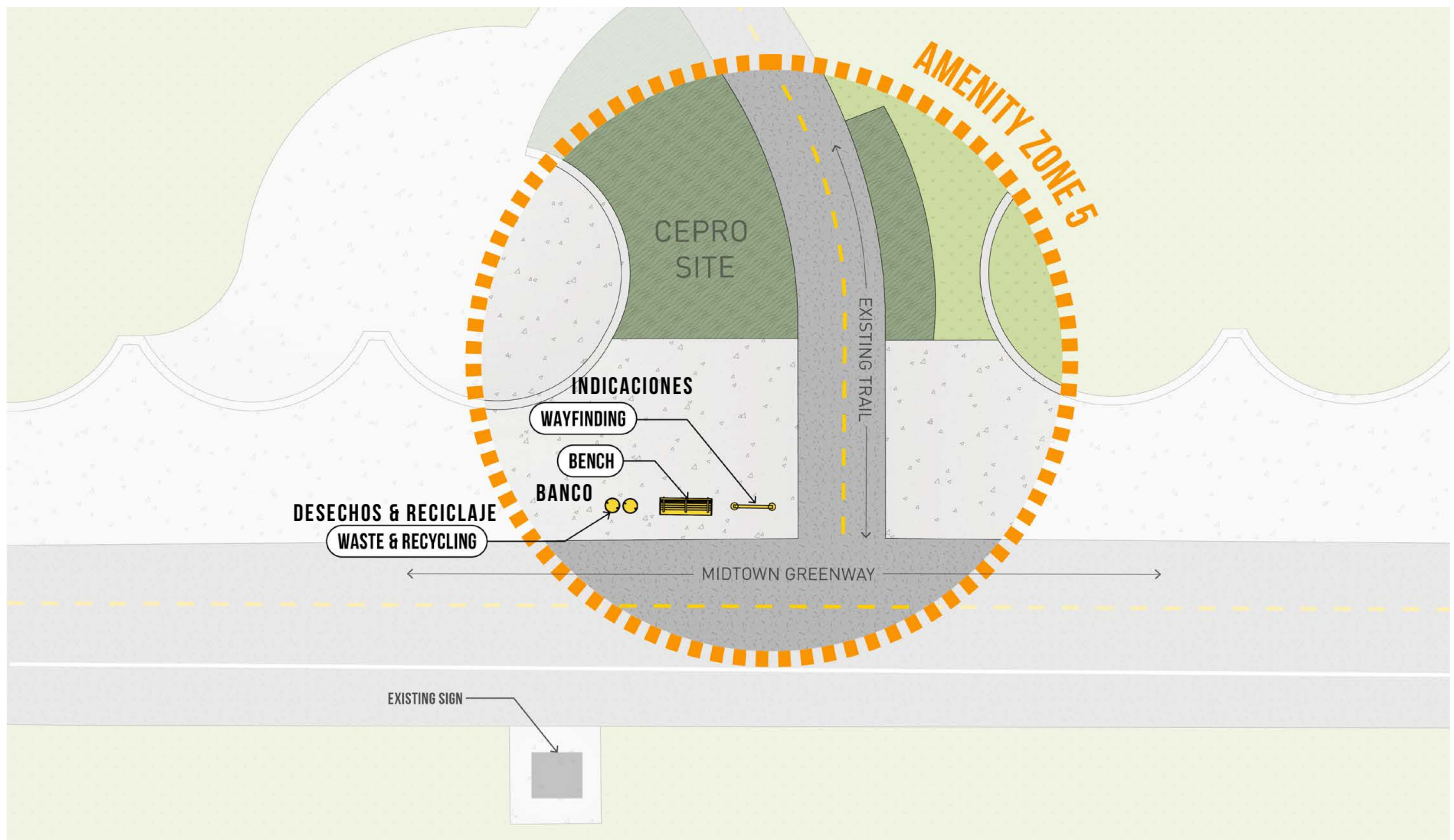 AMENITY ZONE 5
CEPRO
SITE
EXISTING TRAIL
INDICACIONES
WAYFINDING
BENCH
BANCO
DESECHOS & RECICLAJE
WASTE & RECYCLING
MIDTOWN GREENWAY
EXISTING SIGN